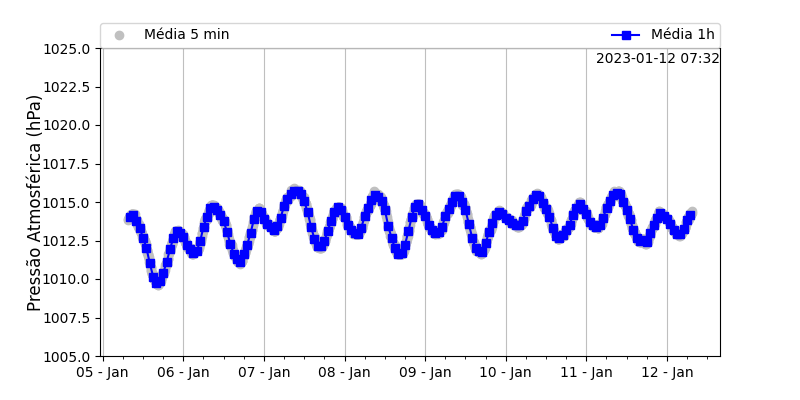 Média 5 min
Média 1h
2023-01-12 07:32
Pressão Atmosférica (hPa)
1025.0
1022.5
1020.0
1017.5
1015.0
1012.5
1010.0
1007.5
1005.0
05 - Jan
06 - Jan
07 - Jan
08 - Jan
09 - Jan
10 - Jan
11 - Jan
12 - Jan